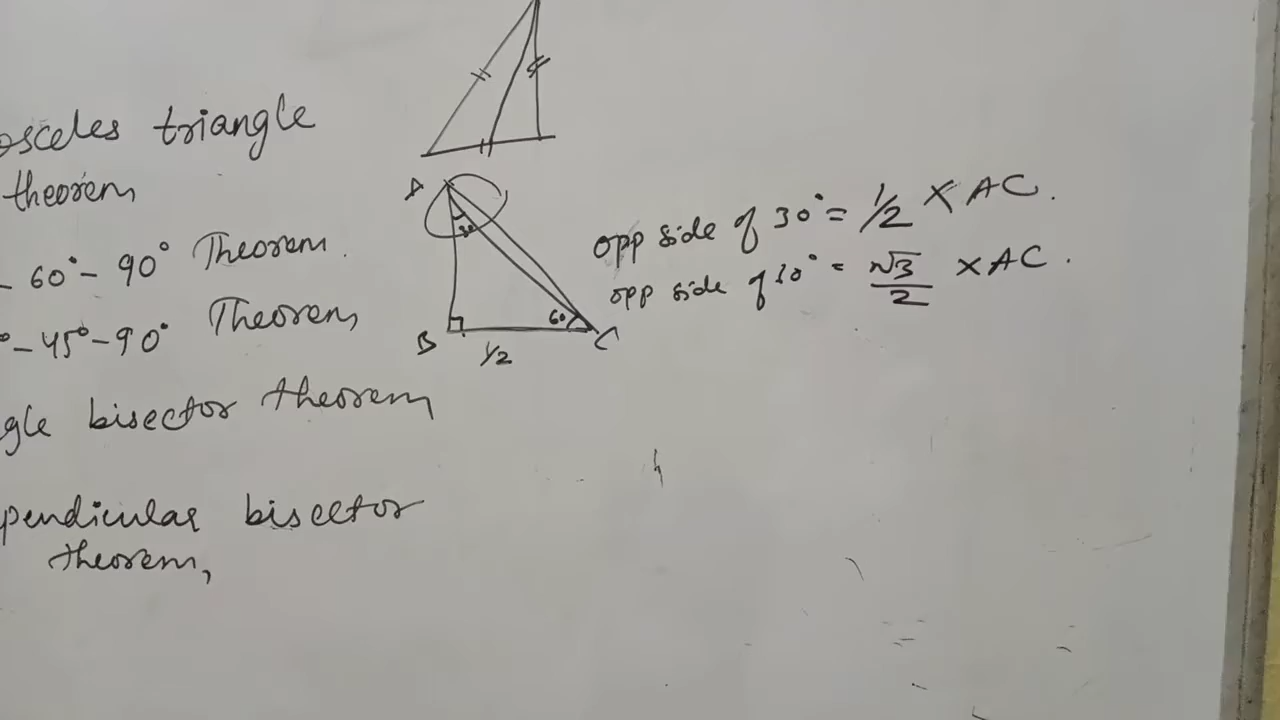 osceles triangle
theorem
- 60° - 90° Theorem.
° - 45° - 90° Theorem
gle bisector theorem
pendicular bisector
theorem,
A
30
B
60
C
1/2
opp side of 30° = 1/2 × AC.
opp side of 30° = √3/2 × AC.